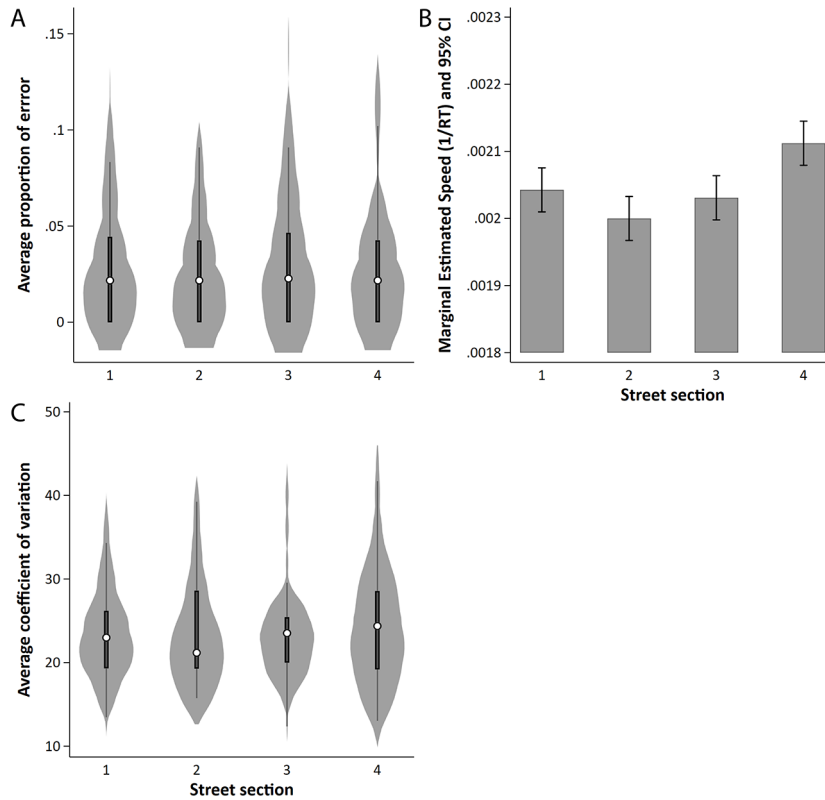 A
Average proportion of errror
.15
.1
.05
0
1 2 3 4
B
Marginal Estimated Speed (1/RT) and 95% CI
.0023
.0022
.0021
.002
.0019
.0018
1 2 3 4
Street section
C
Average coefficient of variation
50
40
30
20
10
1 2 3 4
Street section